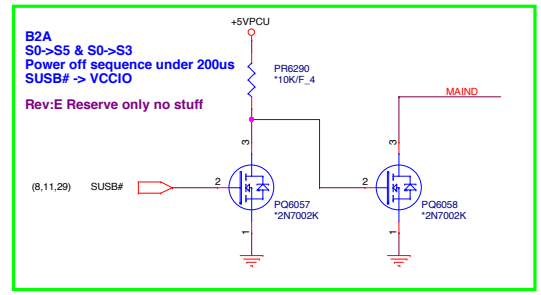 +5VPCU
B2A
S0->S5 & S0->S3
Power off sequence under 200us
SUSB# -> VCCIO
PR6290
*10K/F_4
Rev:E Reserve only no stuff
MAIND
3
3
(8,11,29) SUSB#
2
2
PQ6057
*2N7002K
PQ6058
*2N7002K
1
1